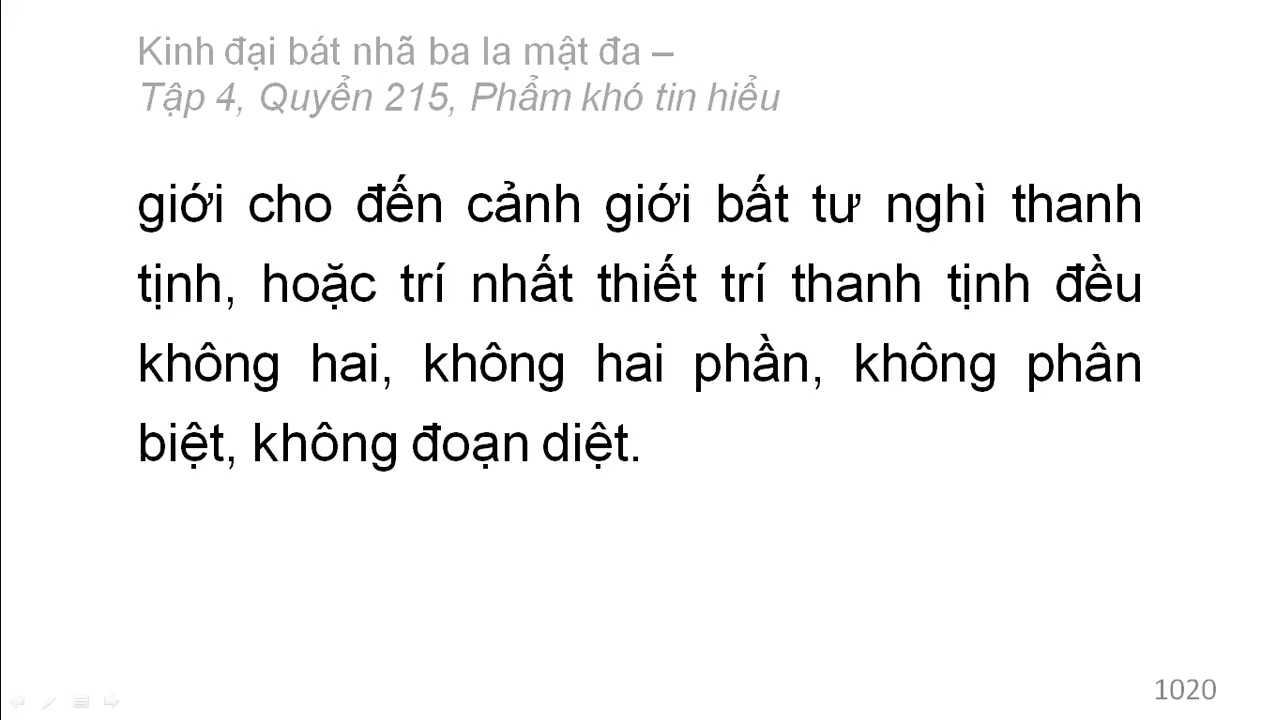 Kinh đại bát nhã ba la mật đa –
Tập 4, Quyển 215, Phẩm khó tin hiểu
giới cho đến cảnh giới bất tư nghì thanh
tịnh, hoặc trí nhất thiết trí thanh tịnh đều
không hai, không hai phần, không phân
biệt, không đoạn diệt.
1020